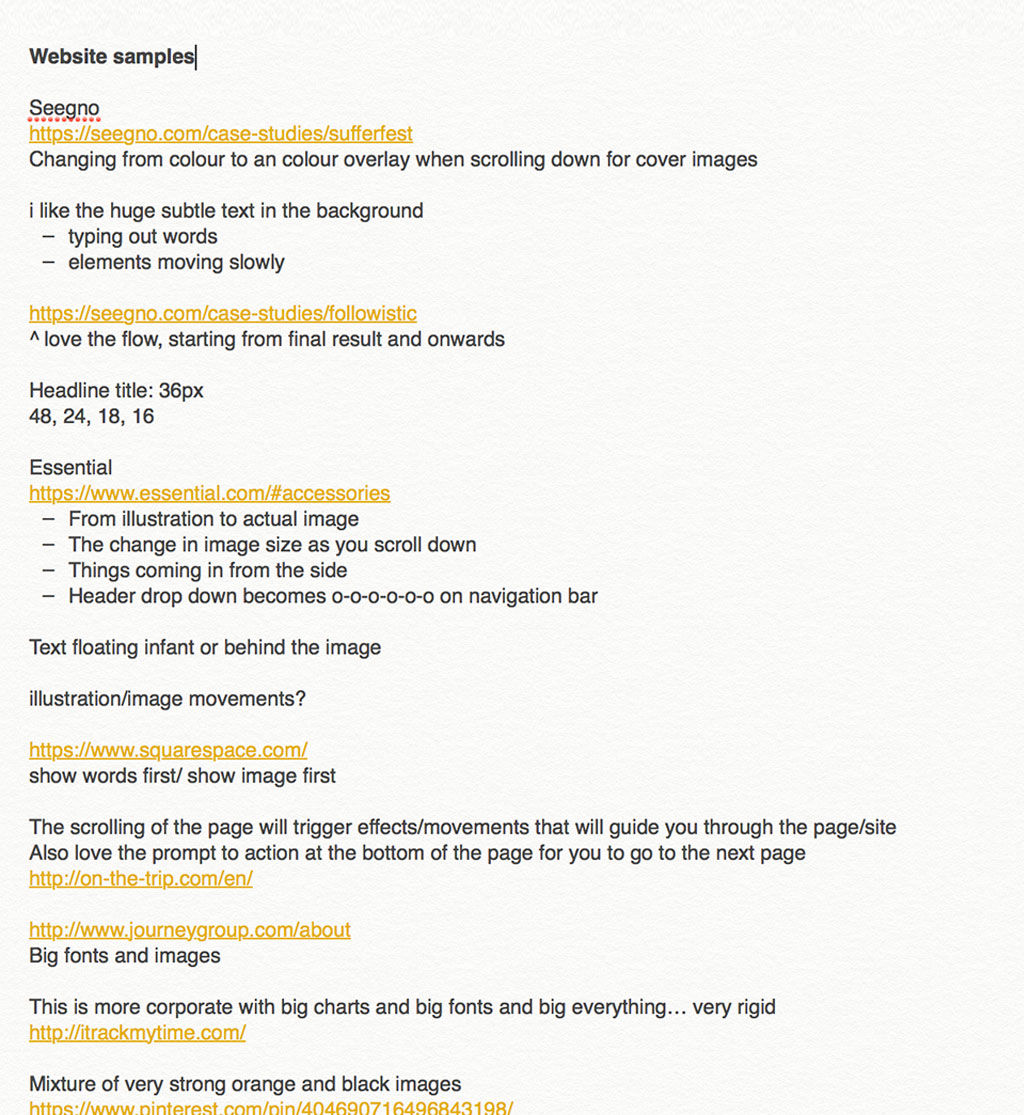 Website samples
Seegno
https://seegno.com/case-studies/sufferfest
Changing from colour to an colour overlay when scrolling down for cover images
i like the huge subtle text in the background
– typing out words
– elements moving slowly
https://seegno.com/case-studies/followistic
^ love the flow, starting from final result and onwards
Headline title: 36px
48, 24, 18, 16
Essential
https://www.essential.com/#accessories
– From illustration to actual image
– The change in image size as you scroll down
– Things coming in from the side
– Header drop down becomes o-o-o-o-o-o on navigation bar
Text floating infant or behind the image
illustration/image movements?
https://www.squarespace.com/
show words first/ show image first
The scrolling of the page will trigger effects/movements that will guide you through the page/site
Also love the prompt to action at the bottom of the page for you to go to the next page
http://on-the-trip.com/en/
http://www.journeygroup.com/about
Big fonts and images
This is more corporate with big charts and big fonts and big everything… very rigid
http://itrackmytime.com/
Mixture of very strong orange and black images
https://www.pinterest.com/pin/404690716496843198/